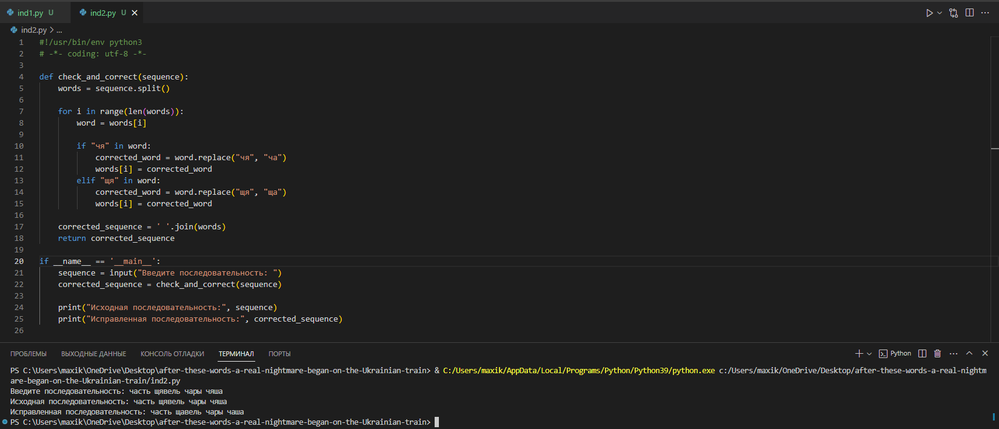 ind1.py U ind2.py U
ind2.py > ...
1 #!/usr/bin/env python3
2 # -*- coding: utf-8 -*-
3
4 def check_and_correct(sequence):
5     words = sequence.split()
6
7     for i in range(len(words)):
8         word = words[i]
9
10         if "чя" in word:
11             corrected_word = word.replace("чя", "ча")
12             words[i] = corrected_word
13         elif "щя" in word:
14             corrected_word = word.replace("щя", "ща")
15             words[i] = corrected_word
16
17     corrected_sequence = ' '.join(words)
18     return corrected_sequence
19
20 if __name__ == '__main__':
21     sequence = input("Введите последовательность: ")
22     corrected_sequence = check_and_correct(sequence)
23
24     print("Исходная последовательность:", sequence)
25     print("Исправленная последовательность:", corrected_sequence)
26
ПРОБЛЕМЫ ВЫХОДНЫЕ ДАННЫЕ КОНСОЛЬ ОТЛАДКИ ТЕРМИНАЛ ПОРТЫ Python
PS C:\Users\maxik\OneDrive\Desktop\after-these-words-a-real-nightmare-began-on-the-Ukrainian-train> & C:/Users/maxik/AppData/Local/Programs/Python/Python39/python.exe c:/Users/maxik/OneDrive/Desktop/after-these-words-a-real-nightm
are-began-on-the-Ukrainian-train/ind2.py
Введите последовательность: часть щявель чары чяша
Исходная последовательность: часть щявель чары чяша
Исправленная последовательность: часть щавель чары чаша
PS C:\Users\maxik\OneDrive\Desktop\after-these-words-a-real-nightmare-began-on-the-Ukrainian-train>